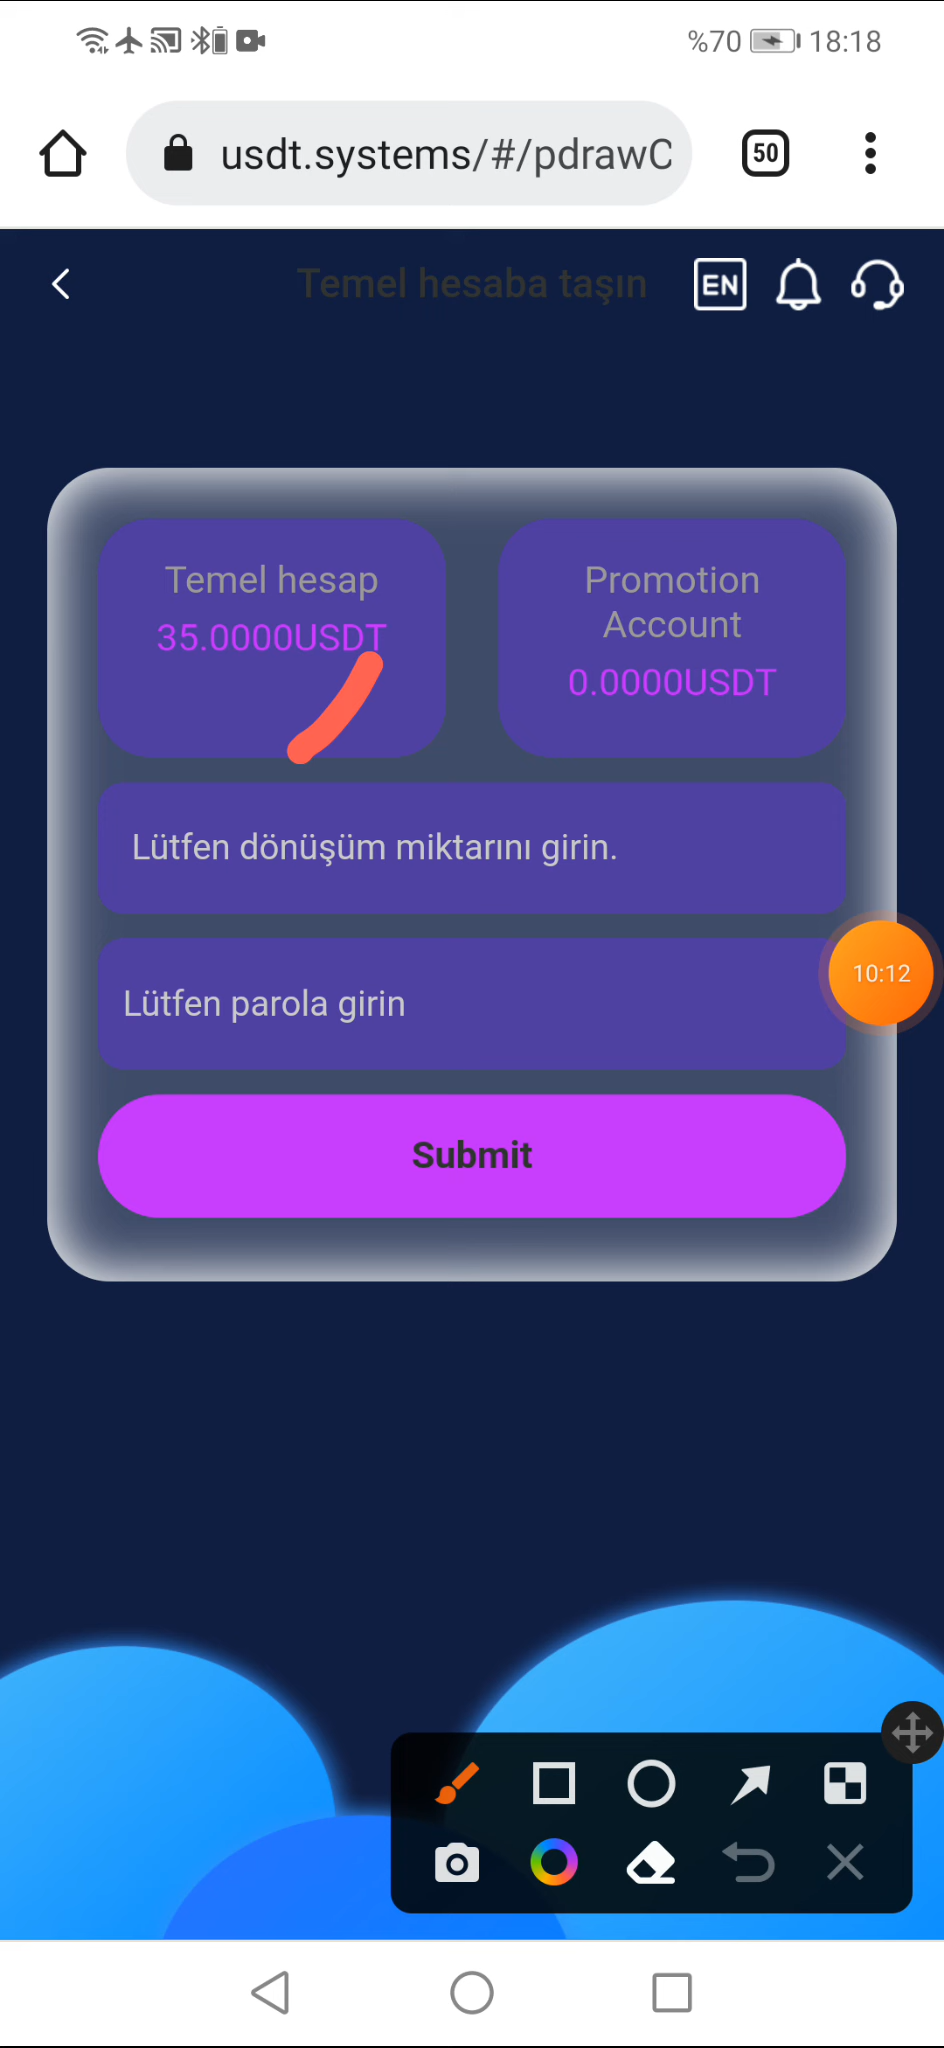 %70 18:18
usdt.systems/#/pdrawC
50
Temel hesaba taşın
EN
Temel hesap
35.0000USDT
Promotion
Account
0.0000USDT
Lütfen dönüşüm miktarını girin.
10:12
Lütfen parola girin
Submit